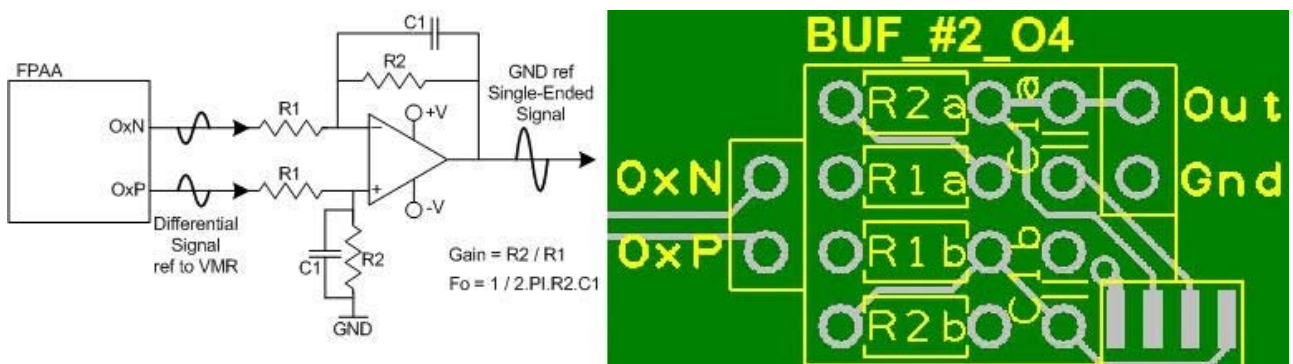 C1
FPAA
R2
GND ref
Single-Ended
Signal
OxN
R1
+V
−
OxP
R1
+
-V
Differential
Signal
ref to VMR
C1
R2
Gain = R2 / R1
Fo = 1 / 2.PI.R2.C1
GND
BUF_#2_O4
R2a
C1a
Out
OxN
R1a
Gnd
OxP
R1b
C1b
R2b